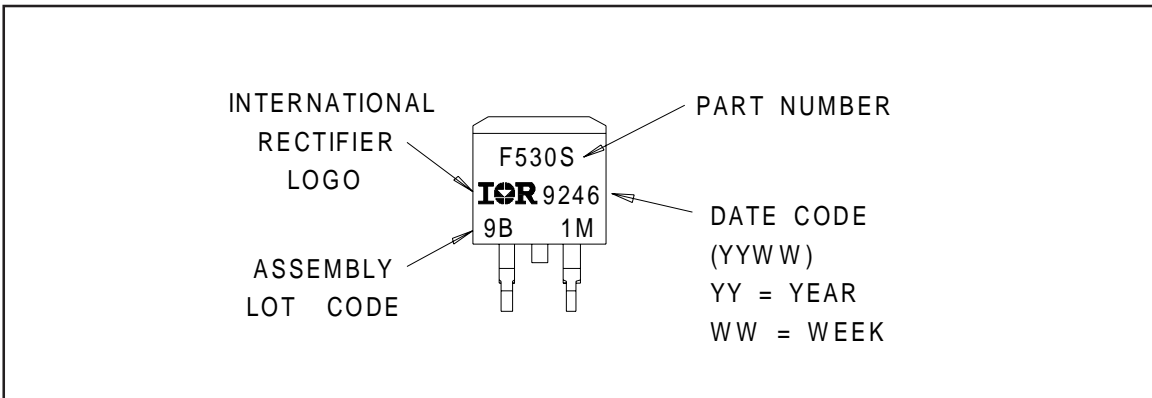 INTERNATIONAL
RECTIFIER
LOGO
ASSEMBLY
LOT CODE
F530S
IOR 9246
9B 1M
PART NUMBER
DATE CODE
(YYWW)
YY = YEAR
WW = WEEK